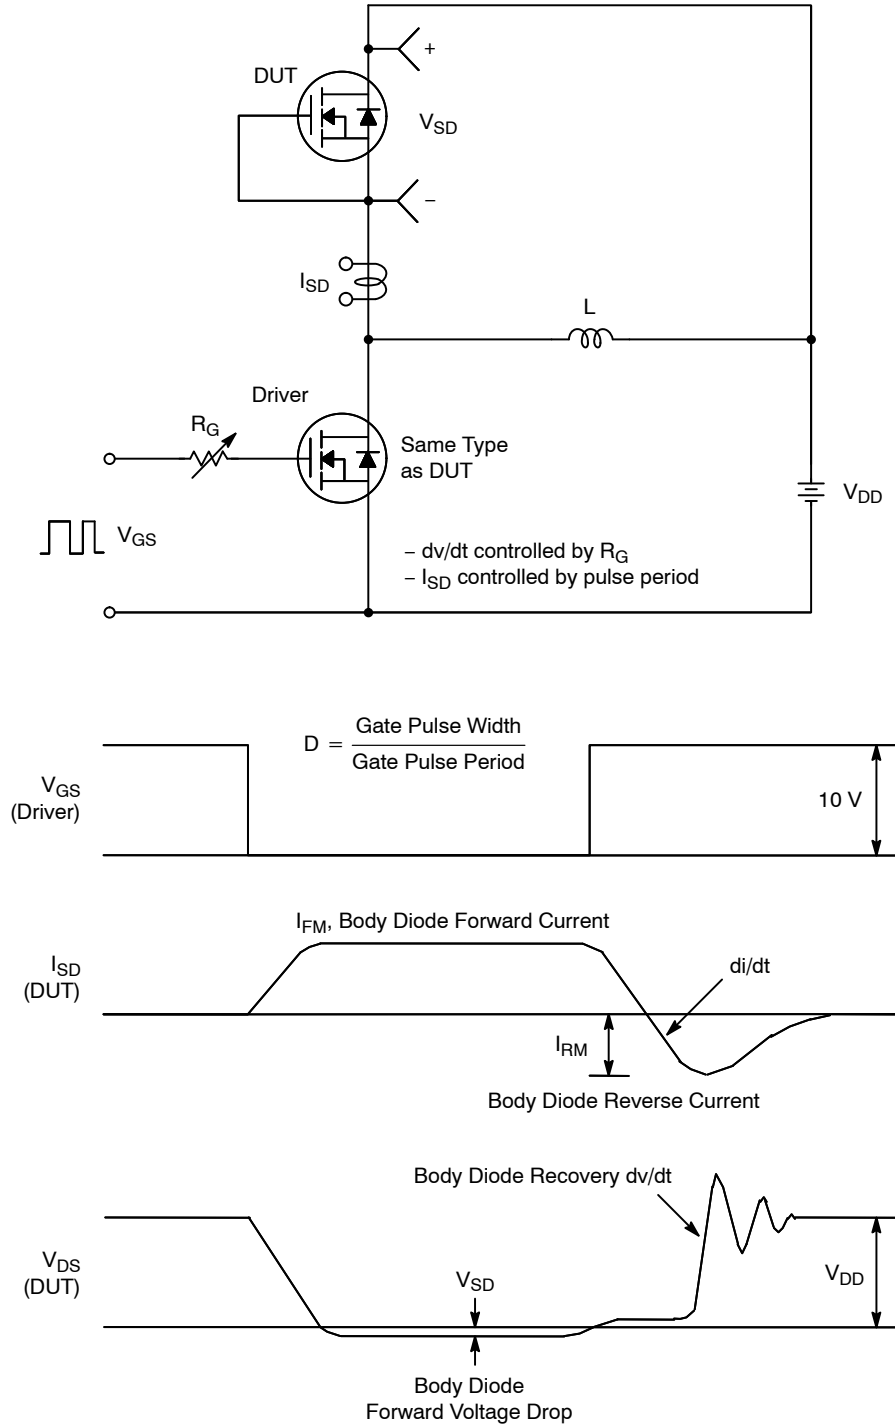 +
DUT
V_SD
−
I_SD
L
Driver
R_G
Same Type
as DUT
V_DD
V_GS
− dv/dt controlled by R_G
− I_SD controlled by pulse period
D = Gate Pulse Width
Gate Pulse Period
V_GS
(Driver)
10 V
I_FM, Body Diode Forward Current
I_SD
(DUT)
di/dt
I_RM
Body Diode Reverse Current
Body Diode Recovery dv/dt
V_DS
(DUT)
V_SD
V_DD
Body Diode
Forward Voltage Drop